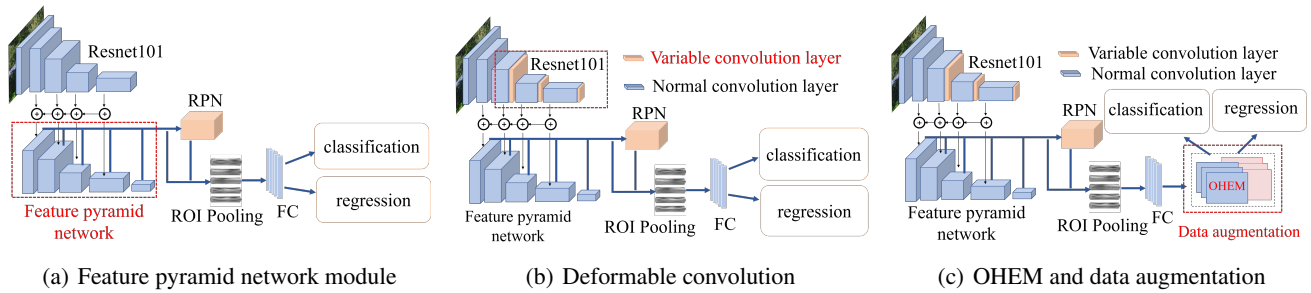 Resnet101
RPN
classification
regression
ROI Pooling
FC
Feature pyramid
network
(a) Feature pyramid network module
Resnet101
Variable convolution layer
Normal convolution layer
RPN
classification
regression
Feature pyramid
network
ROI Pooling
FC
(b) Deformable convolution
Resnet101
Variable convolution layer
Normal convolution layer
RPN
classification
regression
OHEM
Feature pyramid
network
ROI Pooling
FC
Data augmentation
(c) OHEM and data augmentation